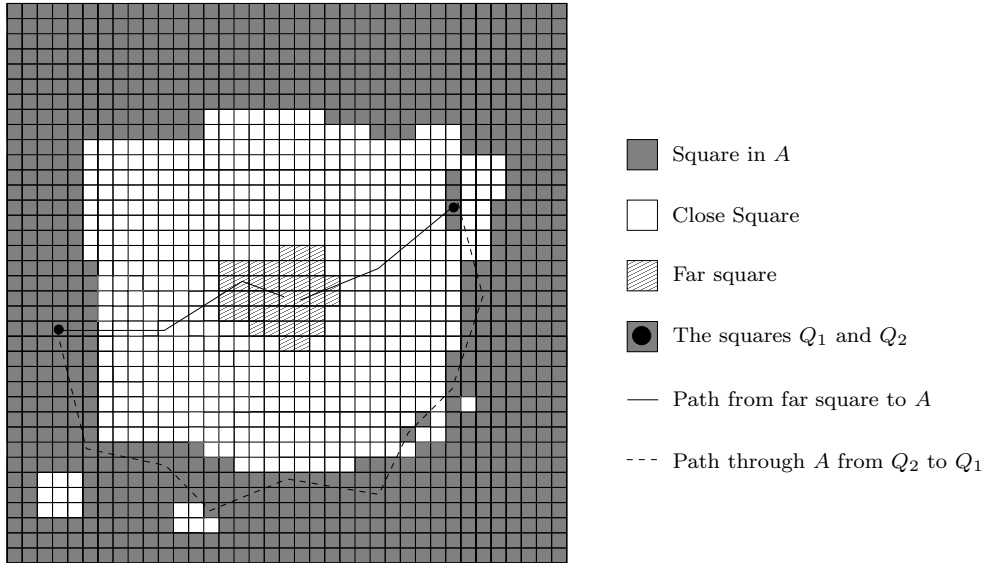 Square in A
Close Square
Far square
The squares Q₁ and Q₂
Path from far square to A
Path through A from Q₂ to Q₁